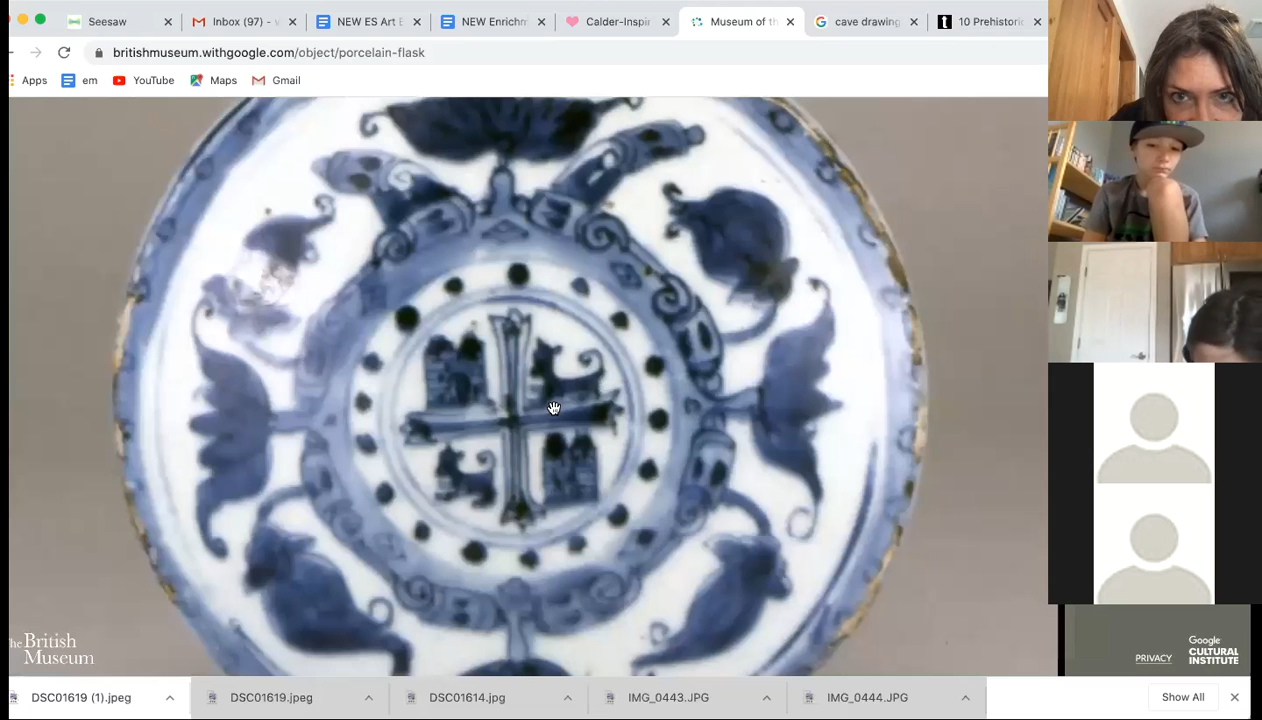 Seesaw
Inbox (97) - v
NEW ES Art E
NEW Enrichm
Calder-Inspir
Museum of th
cave drawing
10 Prehistoric
britishmuseum.withgoogle.com/object/porcelain-flask
Apps
em
YouTube
Maps
Gmail
The British
Museum
PRIVACY
Google
CULTURAL
INSTITUTE
DSC01619 (1).jpeg
DSC01619.jpeg
DSC01614.jpg
IMG_0443.JPG
IMG_0444.JPG
Show All